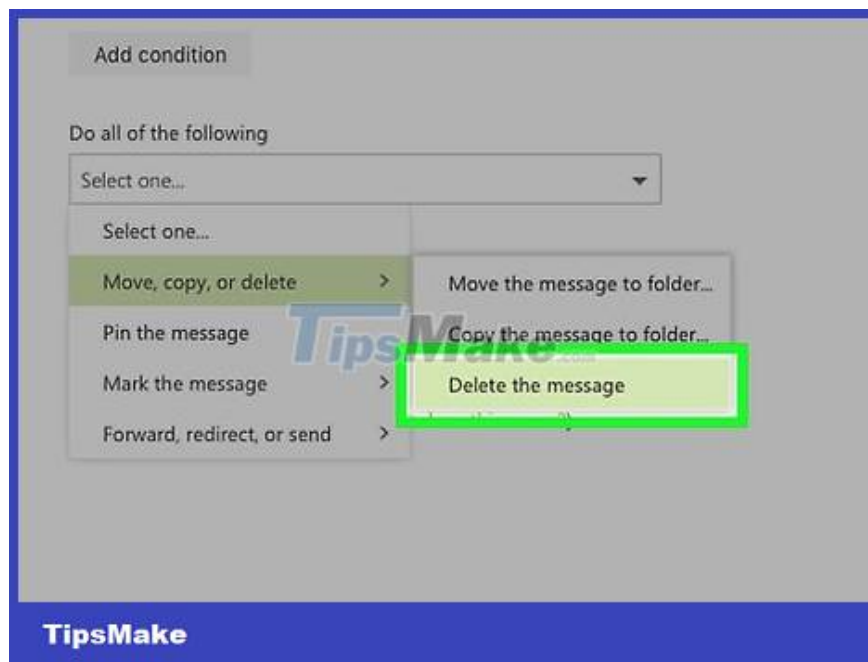 Add condition
Do all of the following
Select one...
Select one...
Move, copy, or delete >
Move the message to folder...
Pin the message
Copy the message to folder...
TipsMake.com
Mark the message >
Delete the message
Forward, redirect, or send >
TipsMake